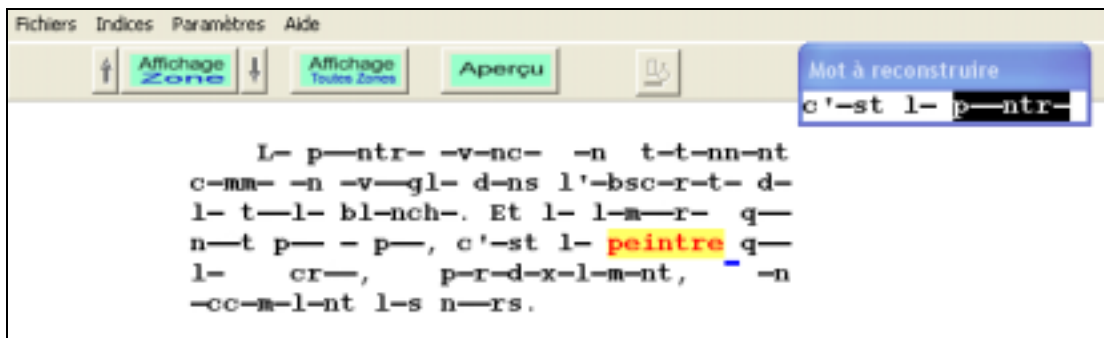 Fichiers Indices Paramètres Aide
Affichage Zone
Affichage Toutes Zones
Aperçu
Mot à reconstruire
c'-st l- p--ntr-
L- p--ntr- -v-nc- -n t-t-nn-nt
c-mm- -n -v--gl- d-ns l'-bsc-r-t- d-
l- t--l- bl-nch-. Et l- l-m--r- q--
n--t p-- - p--, c'-st l- peintre q--
l- cr--, p-r-d-x-l-m-nt, -n
-cc-m-l-nt l-s n--rs.